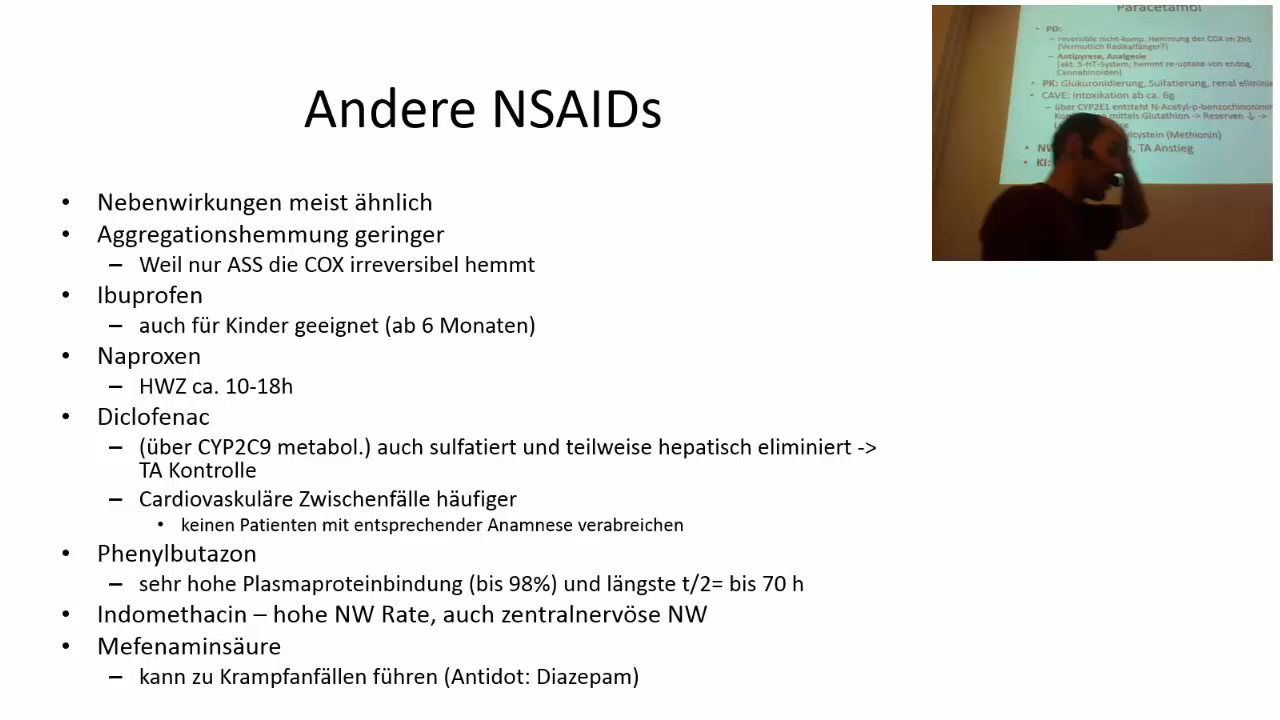 Andere NSAIDs
• Nebenwirkungen meist ähnlich
• Aggregationshemmung geringer
– Weil nur ASS die COX irreversibel hemmt
• Ibuprofen
– auch für Kinder geeignet (ab 6 Monaten)
• Naproxen
– HWZ ca. 10-18h
• Diclofenac
– (über CYP2C9 metabol.) auch sulfatiert und teilweise hepatisch eliminiert ->
TA Kontrolle
– Cardiovaskuläre Zwischenfälle häufiger
• keinen Patienten mit entsprechender Anamnese verabreichen
• Phenylbutazon
– sehr hohe Plasmaproteinbindung (bis 98%) und längste t/2= bis 70 h
• Indomethacin – hohe NW Rate, auch zentralnervöse NW
• Mefenaminsäure
– kann zu Krampfanfällen führen (Antidot: Diazepam)
Paracetamol
• PD:
– reversible nicht-komp. Hemmung der COX im ZNS
(Vermutlich Radikalfänger?)
– Antipyrese, Analgesie
(akt. 5-HT-System, hemmt re-uptake von endog.
Cannabinoiden)
• PK: Glukuronidierung, Sulfatierung, renal
• CAVE: Intoxikation ab ca. 6g
– über CYP2E1 entsteht
mittels Glutathion -> Reserven ↓ ->
(Methionin)
• TA Anstieg
• KI: